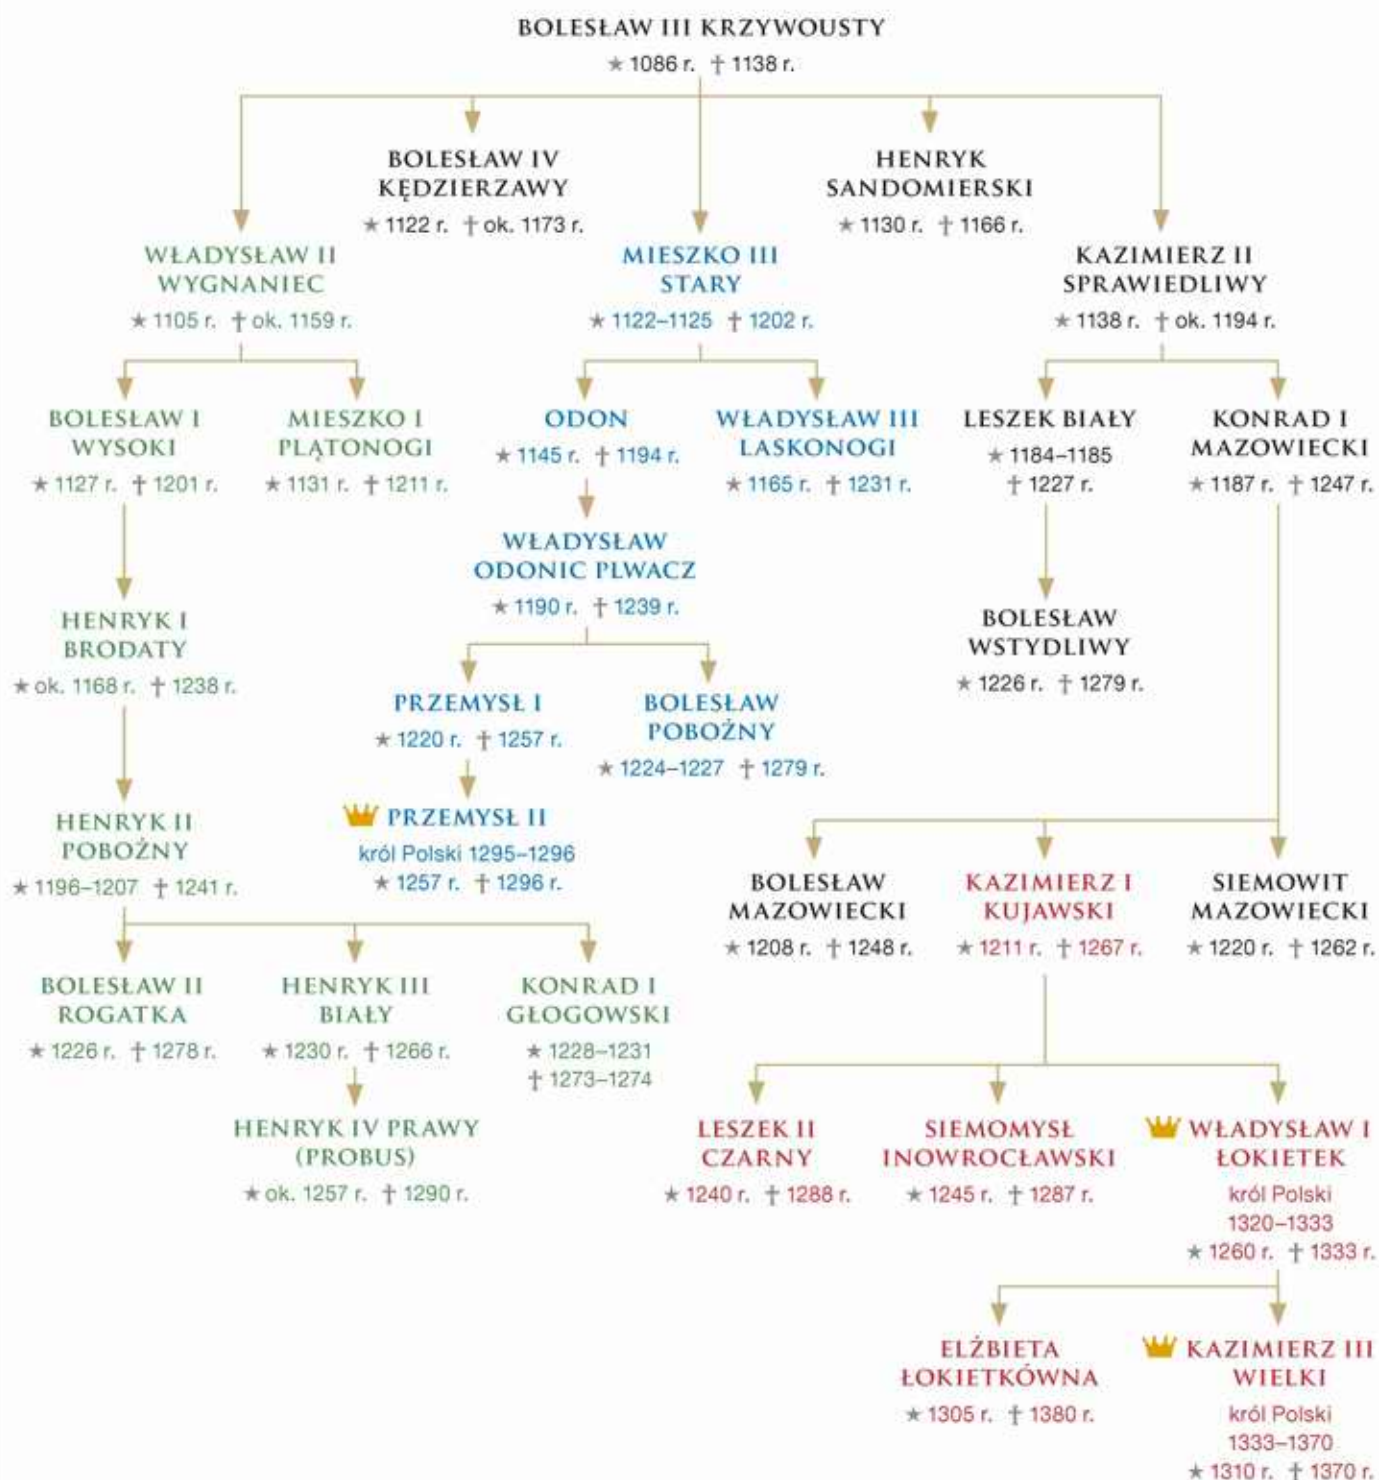 BOLESŁAW III KRZYWOUSTY
★ 1086 r. † 1138 r.
BOLESŁAW IV
KĘDZIERZAWY
★ 1122 r. † ok. 1173 r.
HENRYK
SANDOMIERSKI
★ 1130 r. † 1166 r.
WŁADYSŁAW II
WYGNANIEC
★ 1105 r. † ok. 1159 r.
MIESZKO III
STARY
★ 1122–1125 † 1202 r.
KAZIMIERZ II
SPRAWIEDLIWY
★ 1138 r. † ok. 1194 r.
BOLESŁAW I
WYSOKI
★ 1127 r. † 1201 r.
MIESZKO I
PLĄTONOGI
★ 1131 r. † 1211 r.
ODON
★ 1145 r. † 1194 r.
WŁADYSŁAW III
LASKONOGI
★ 1165 r. † 1231 r.
LESZEK BIAŁY
★ 1184–1185
† 1227 r.
KONRAD I
MAZOWIECKI
★ 1187 r. † 1247 r.
WŁADYSŁAW
ODONIC PLWACZ
★ 1190 r. † 1239 r.
HENRYK I
BRODATY
★ ok. 1168 r. † 1238 r.
BOLESŁAW
WSTYDLIWY
★ 1226 r. † 1279 r.
PRZEMYSŁ I
★ 1220 r. † 1257 r.
BOLESŁAW
POBOŻNY
★ 1224–1227 † 1279 r.
HENRYK II
POBOŻNY
★ 1196–1207 † 1241 r.
PRZEMYSŁ II
król Polski 1295–1296
★ 1257 r. † 1296 r.
BOLESŁAW
MAZOWIECKI
★ 1208 r. † 1248 r.
KAZIMIERZ I
KUJAWSKI
★ 1211 r. † 1267 r.
SIEMOWIT
MAZOWIECKI
★ 1220 r. † 1262 r.
BOLESŁAW II
ROGATKA
★ 1226 r. † 1278 r.
HENRYK III
BIAŁY
★ 1230 r. † 1266 r.
KONRAD I
GŁOGOWSKI
★ 1228–1231
† 1273–1274
HENRYK IV PRAWY
(PROBUS)
★ ok. 1257 r. † 1290 r.
LESZEK II
CZARNY
★ 1240 r. † 1288 r.
SIEMOMYSŁ
INOWROCŁAWSKI
★ 1245 r. † 1287 r.
WŁADYSŁAW I
ŁOKIETEK
król Polski
1320–1333
★ 1260 r. † 1333 r.
ELŻBIETA
ŁOKIETKÓWNA
★ 1305 r. † 1380 r.
KAZIMIERZ III
WIELKI
król Polski
1333–1370
★ 1310 r. † 1370 r.